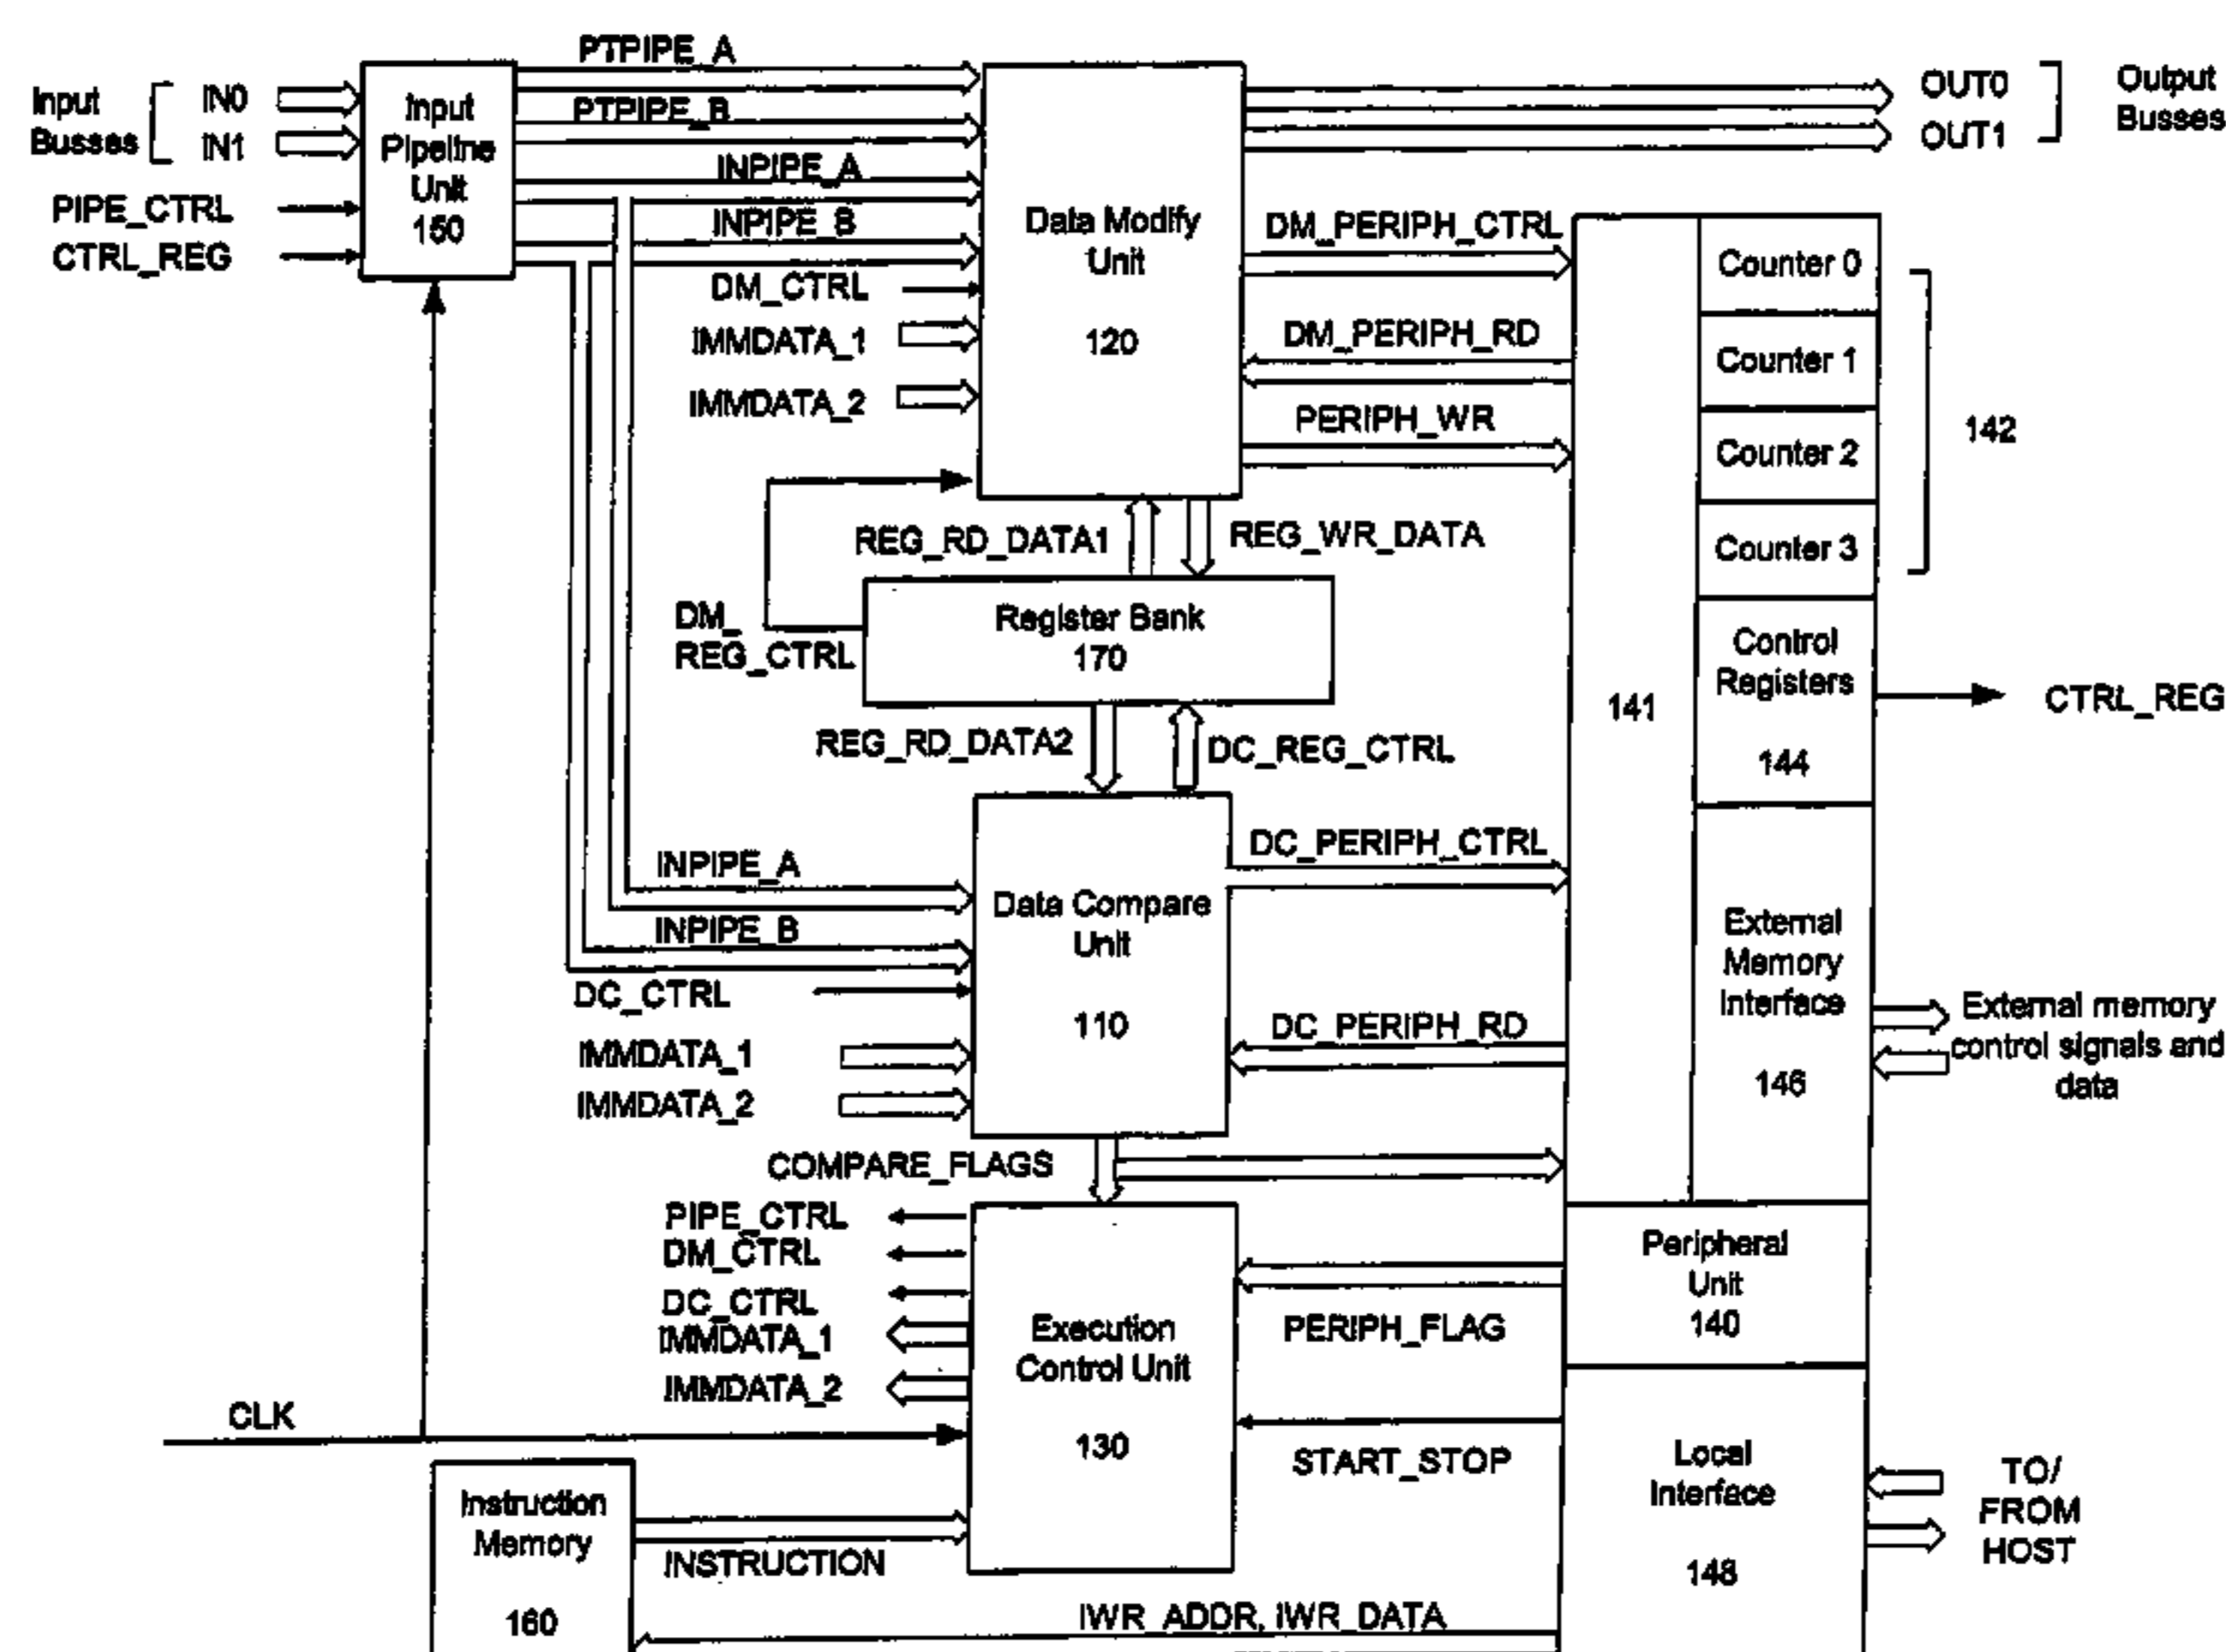 Input
Busses
IN0
IN1
PIPE_CTRL
CTRL_REG
Input
Pipeline
Unit
150
PTPIPE_A
PTPIPE_B
INPIPE_A
INPIPE_B
DM_CTRL
IMMDATA_1
IMMDATA_2
Data Modify
Unit
120
OUT0
OUT1
Output
Busses
DM_PERIPH_CTRL
DM_PERIPH_RD
PERIPH_WR
Counter 0
Counter 1
Counter 2
Counter 3
142
REG_RD_DATA1
REG_WR_DATA
DM_
REG_CTRL
Register Bank
170
REG_RD_DATA2
DC_REG_CTRL
141
Control
Registers
144
CTRL_REG
INPIPE_A
INPIPE_B
DC_CTRL
IMMDATA_1
IMMDATA_2
Data Compare
Unit
110
DC_PERIPH_CTRL
DC_PERIPH_RD
External
Memory
Interface
146
External memory
control signals and
data
COMPARE_FLAGS
PIPE_CTRL
DM_CTRL
DC_CTRL
IMMDATA_1
IMMDATA_2
Execution
Control Unit
130
PERIPH_FLAG
START_STOP
Peripheral
Unit
140
Local
Interface
148
TO/
FROM
HOST
CLK
Instruction
Memory
160
INSTRUCTION
IWR_ADDR, IWR_DATA